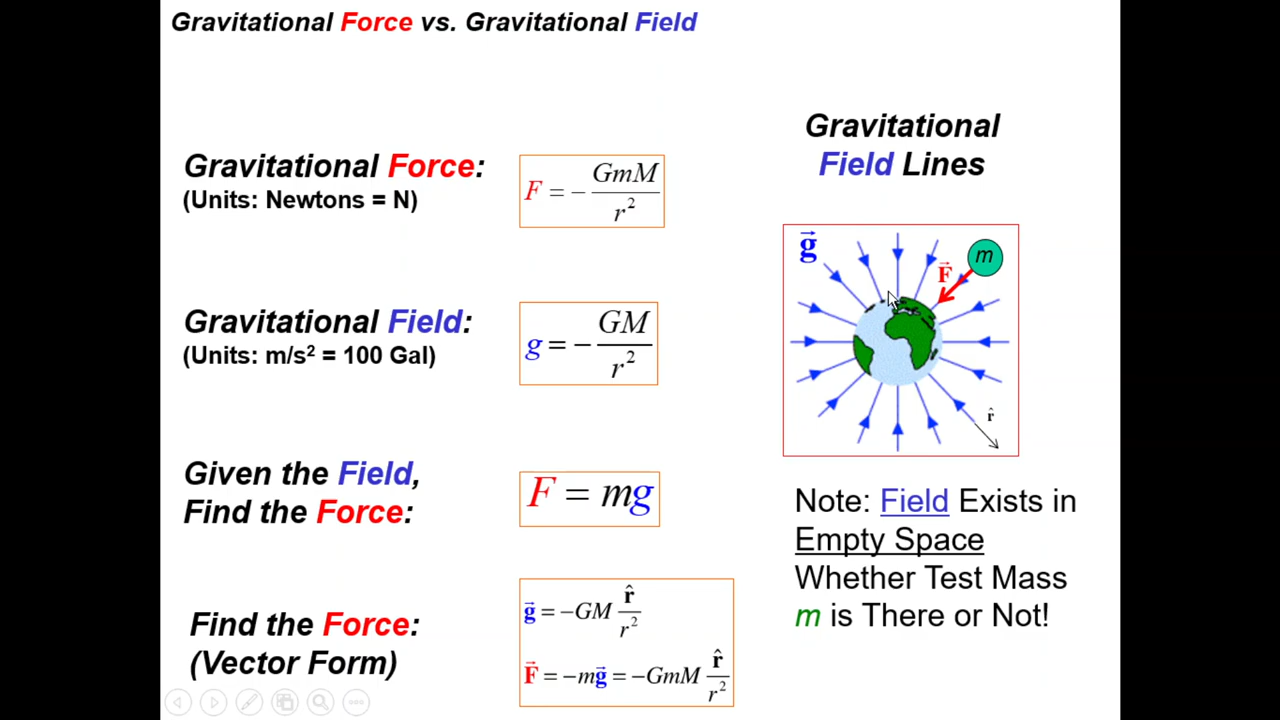 Gravitational Force vs. Gravitational Field
Gravitational Force:
(Units: Newtons = N)
F = − GmM / r²
Gravitational Field:
(Units: m/s² = 100 Gal)
g = − GM / r²
Given the Field,
Find the Force:
F = mg
Find the Force:
(Vector Form)
g⃗ = −GM r̂ / r²
F⃗ = −mg⃗ = −GmM r̂ / r²
Gravitational
Field Lines
g⃗
F⃗
m
r̂
Note: Field Exists in
Empty Space
Whether Test Mass
m is There or Not!